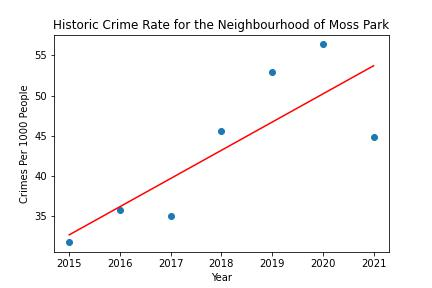 Historic Crime Rate for the Neighbourhood of Moss Park
Crimes Per 1000 People
55
50
45
40
35
2015 2016 2017 2018 2019 2020 2021
Year